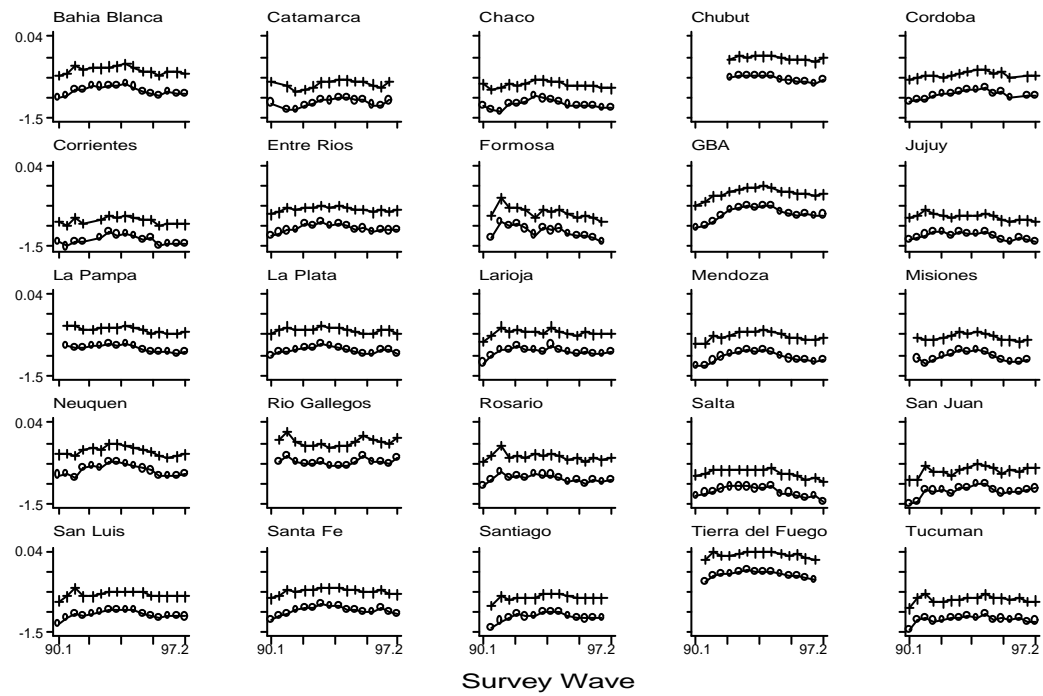 Bahia Blanca Catamarca Chaco Chubut Cordoba
0.04
-1.5
Corrientes Entre Rios Formosa GBA Jujuy
0.04
-1.5
La Pampa La Plata Larioja Mendoza Misiones
0.04
-1.5
Neuquen Rio Gallegos Rosario Salta San Juan
0.04
-1.5
San Luis Santa Fe Santiago Tierra del Fuego Tucuman
0.04
-1.5
90.1 97.2 90.1 97.2 90.1 97.2 90.1 97.2 90.1 97.2
Survey Wave